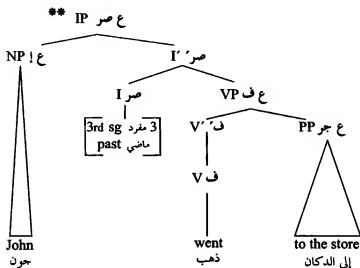 ** IP ع صر
NP ع إ I´´ صر
I صر VP ع ف
3rd sg مفرد 3
past ماضي
V´´ ف PP ع جر
V ف
John went to the store
جون ذهب إلى الدكان